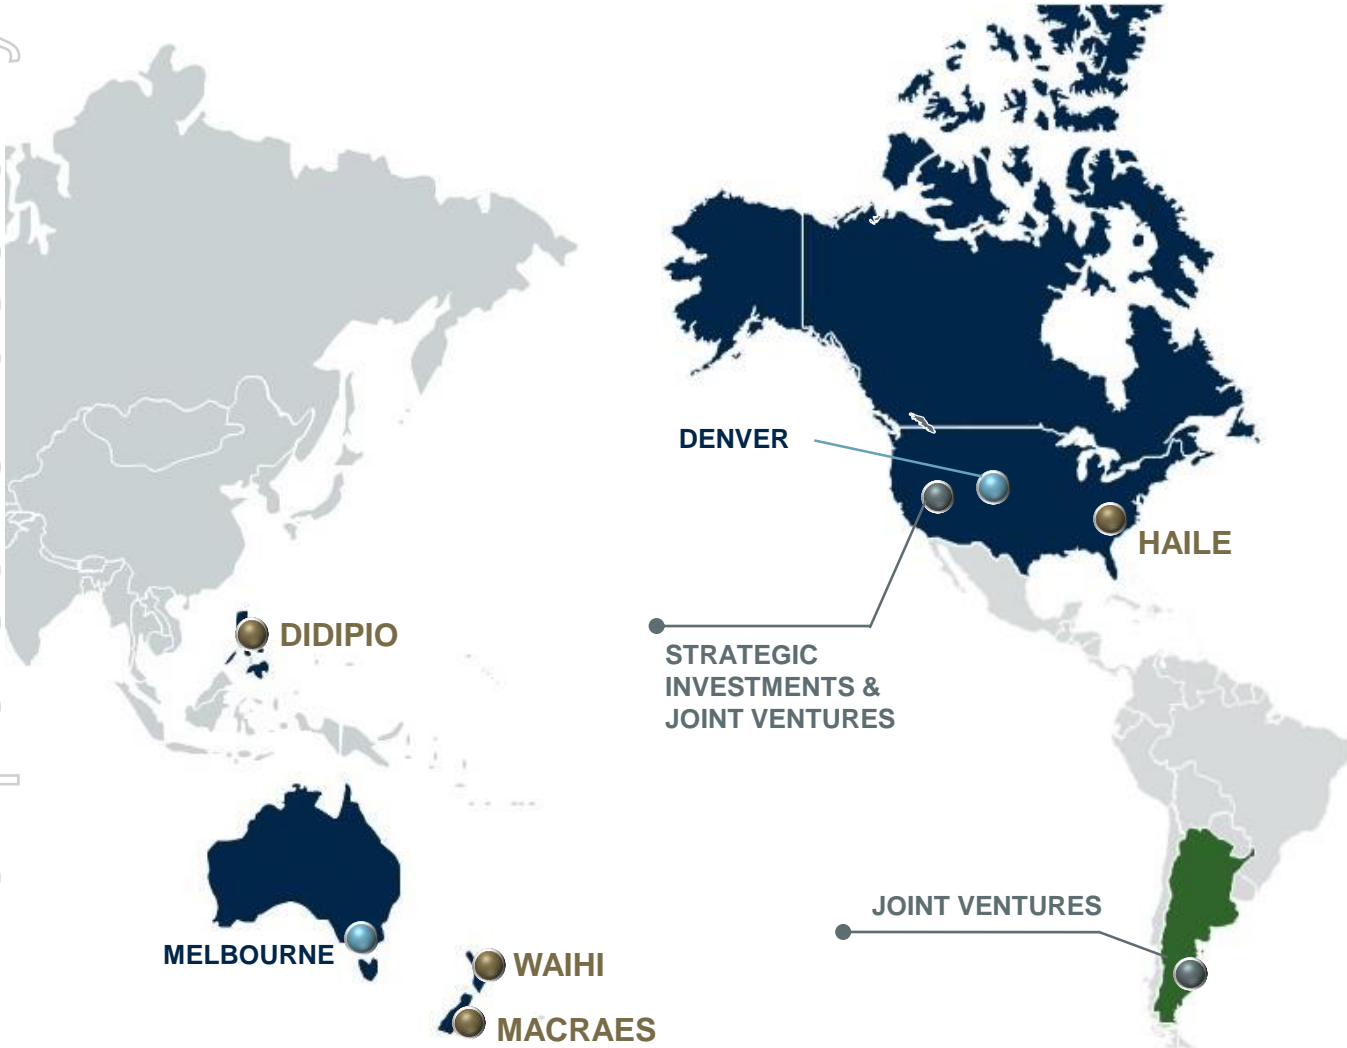 DENVER
HAILE
DIDIPIO
STRATEGIC
INVESTMENTS &
JOINT VENTURES
JOINT VENTURES
MELBOURNE
WAIHI
MACRAES